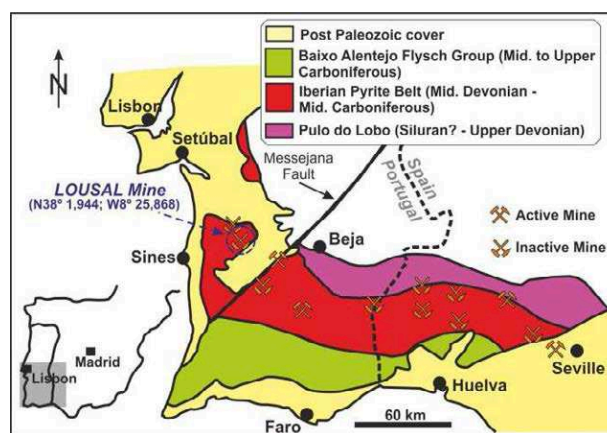 Post Paleozoic cover
Baixo Alentejo Flysch Group (Mid. to Upper
Carboniferous)
Iberian Pyrite Belt (Mid. Devonian -
Mid. Carboniferous)
Pulo do Lobo (Siluran? - Upper Devonian)
N
Lisbon
Setúbal
Messejana
Fault
Spain
Portugal
LOUSAL Mine
(N38º 1,944; W8º 25,868)
Active Mine
Inactive Mine
Beja
Sines
Madrid
Lisbon
Seville
Huelva
Faro
60 km